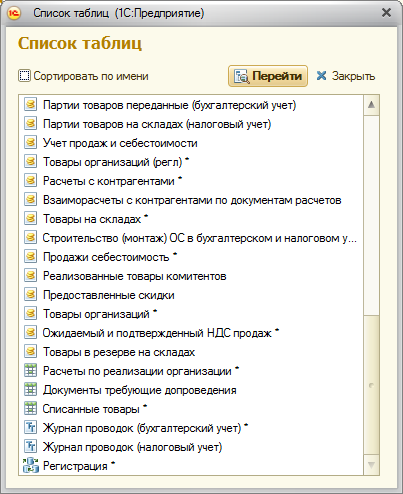 Список таблиц (1С:Предприятие)
Список таблиц
Сортировать по имени
Перейти
Закрыть
Партии товаров переданные (бухгалтерский учет)
Партии товаров на складах (налоговый учет)
Учет продаж и себестоимости
Товары организаций (регл) *
Расчеты с контрагентами *
Взаиморасчеты с контрагентами по документам расчетов
Товары на складах *
Строительство (монтаж) ОС в бухгалтерском и налоговом у...
Продажи себестоимость *
Реализованные товары комитентов
Предоставленные скидки
Товары организаций *
Ожидаемый и подтвержденный НДС продаж *
Товары в резерве на складах
Расчеты по реализации организации *
Документы требующие допроведения
Списанные товары *
Журнал проводок (бухгалтерский учет) *
Журнал проводок (налоговый учет)
Регистрация *